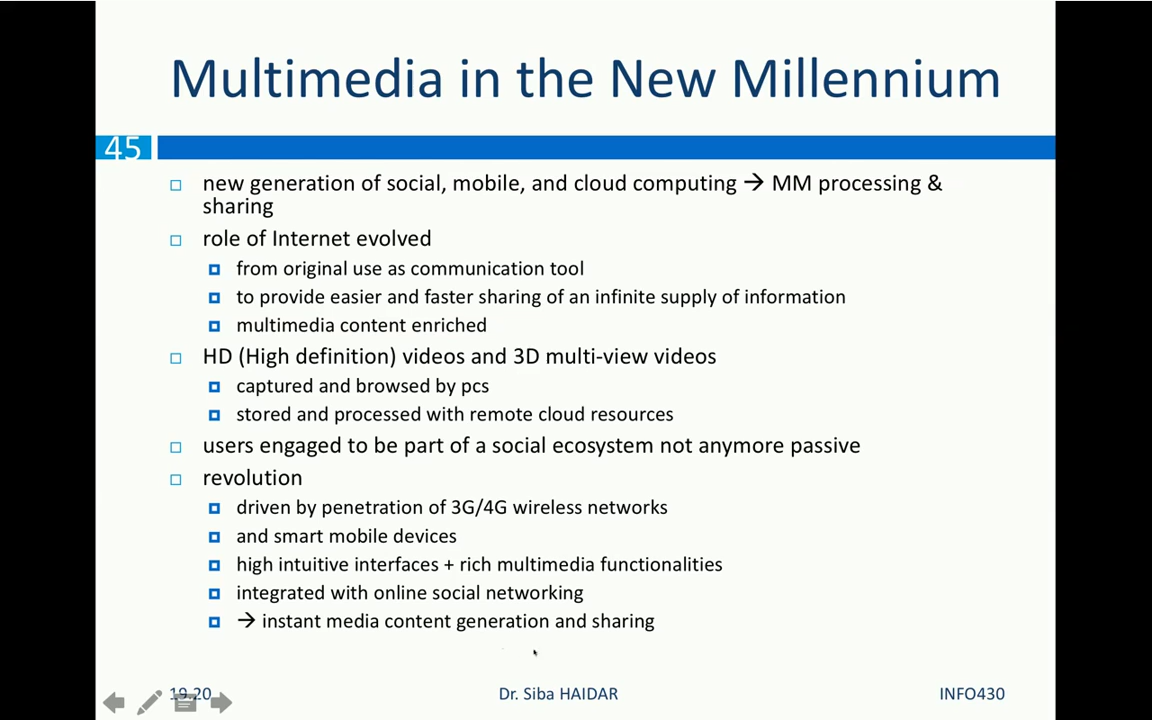 Multimedia in the New Millennium
45
new generation of social, mobile, and cloud computing → MM processing &
sharing
role of Internet evolved
from original use as communication tool
to provide easier and faster sharing of an infinite supply of information
multimedia content enriched
HD (High definition) videos and 3D multi-view videos
captured and browsed by pcs
stored and processed with remote cloud resources
users engaged to be part of a social ecosystem not anymore passive
revolution
driven by penetration of 3G/4G wireless networks
and smart mobile devices
high intuitive interfaces + rich multimedia functionalities
integrated with online social networking
→ instant media content generation and sharing
19.20
Dr. Siba HAIDAR
INFO430